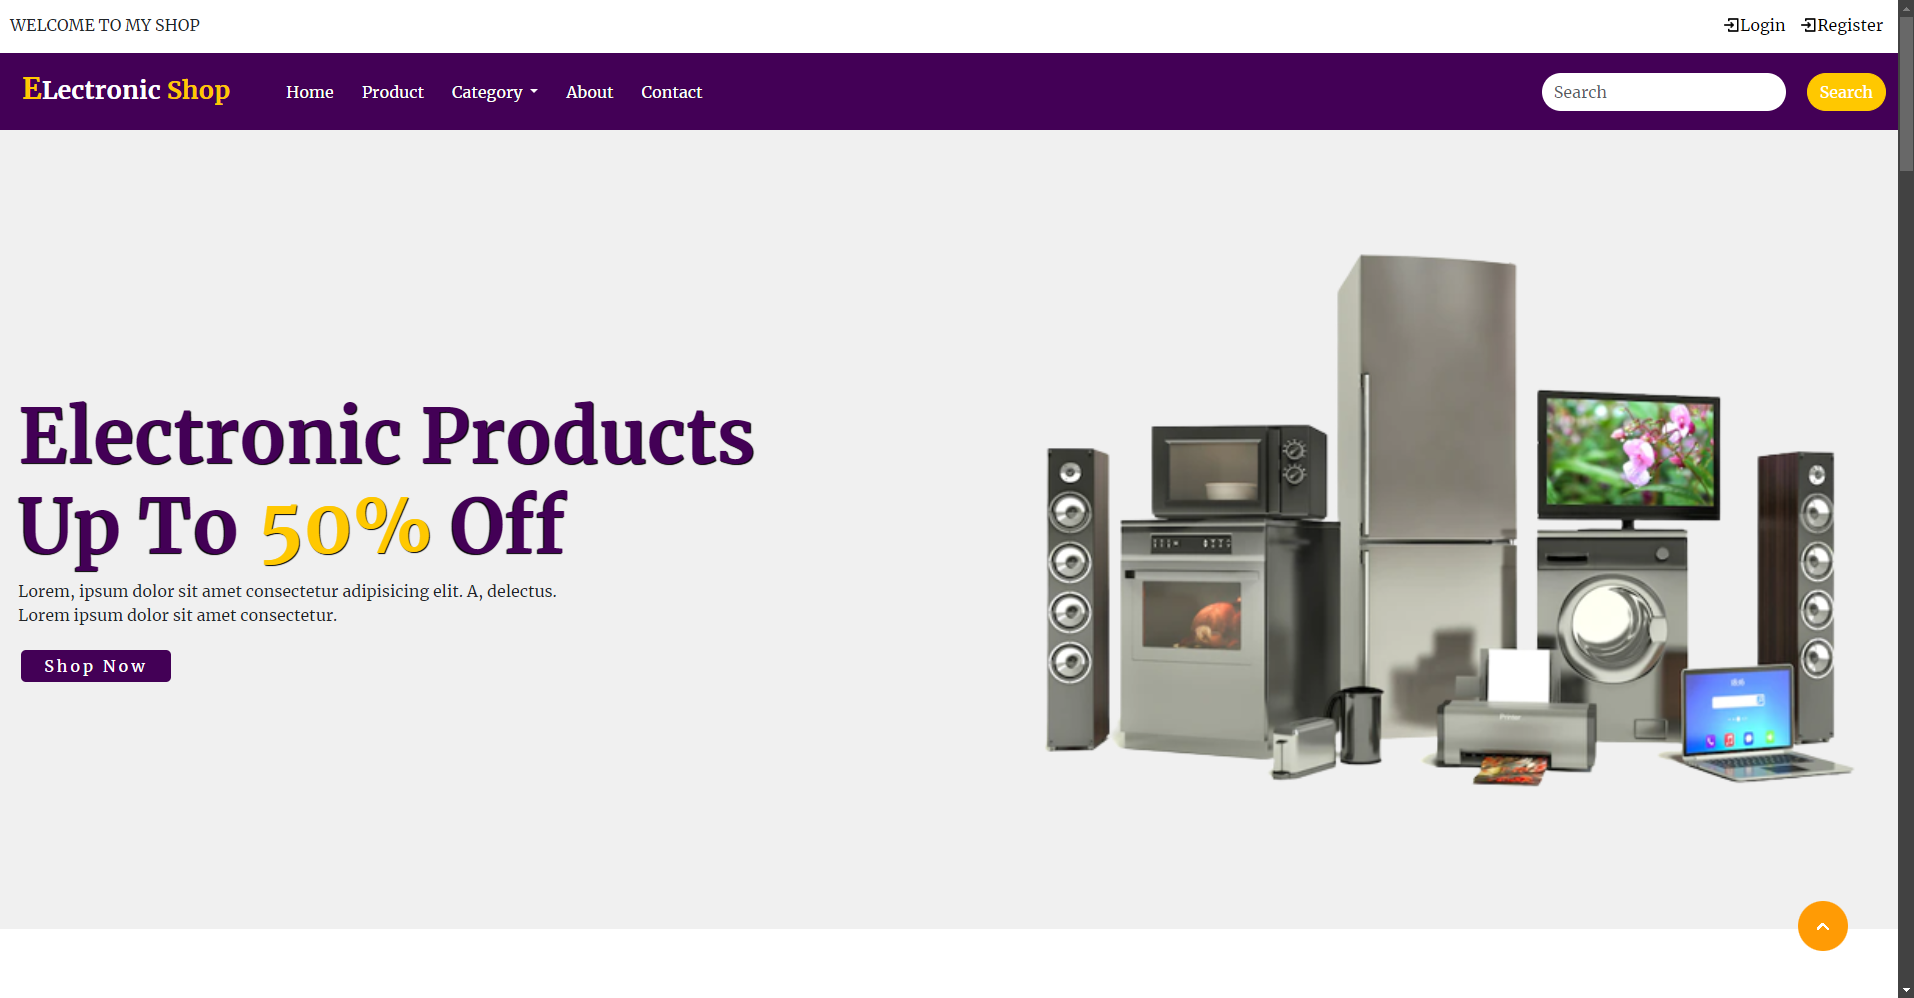 WELCOME TO MY SHOP
Login Register
ELectronic Shop Home Product Category About Contact Search Search
Electronic Products
Up To 50% Off
Lorem, ipsum dolor sit amet consectetur adipisicing elit. A, delectus.
Lorem ipsum dolor sit amet consectetur.
Shop Now
Printer